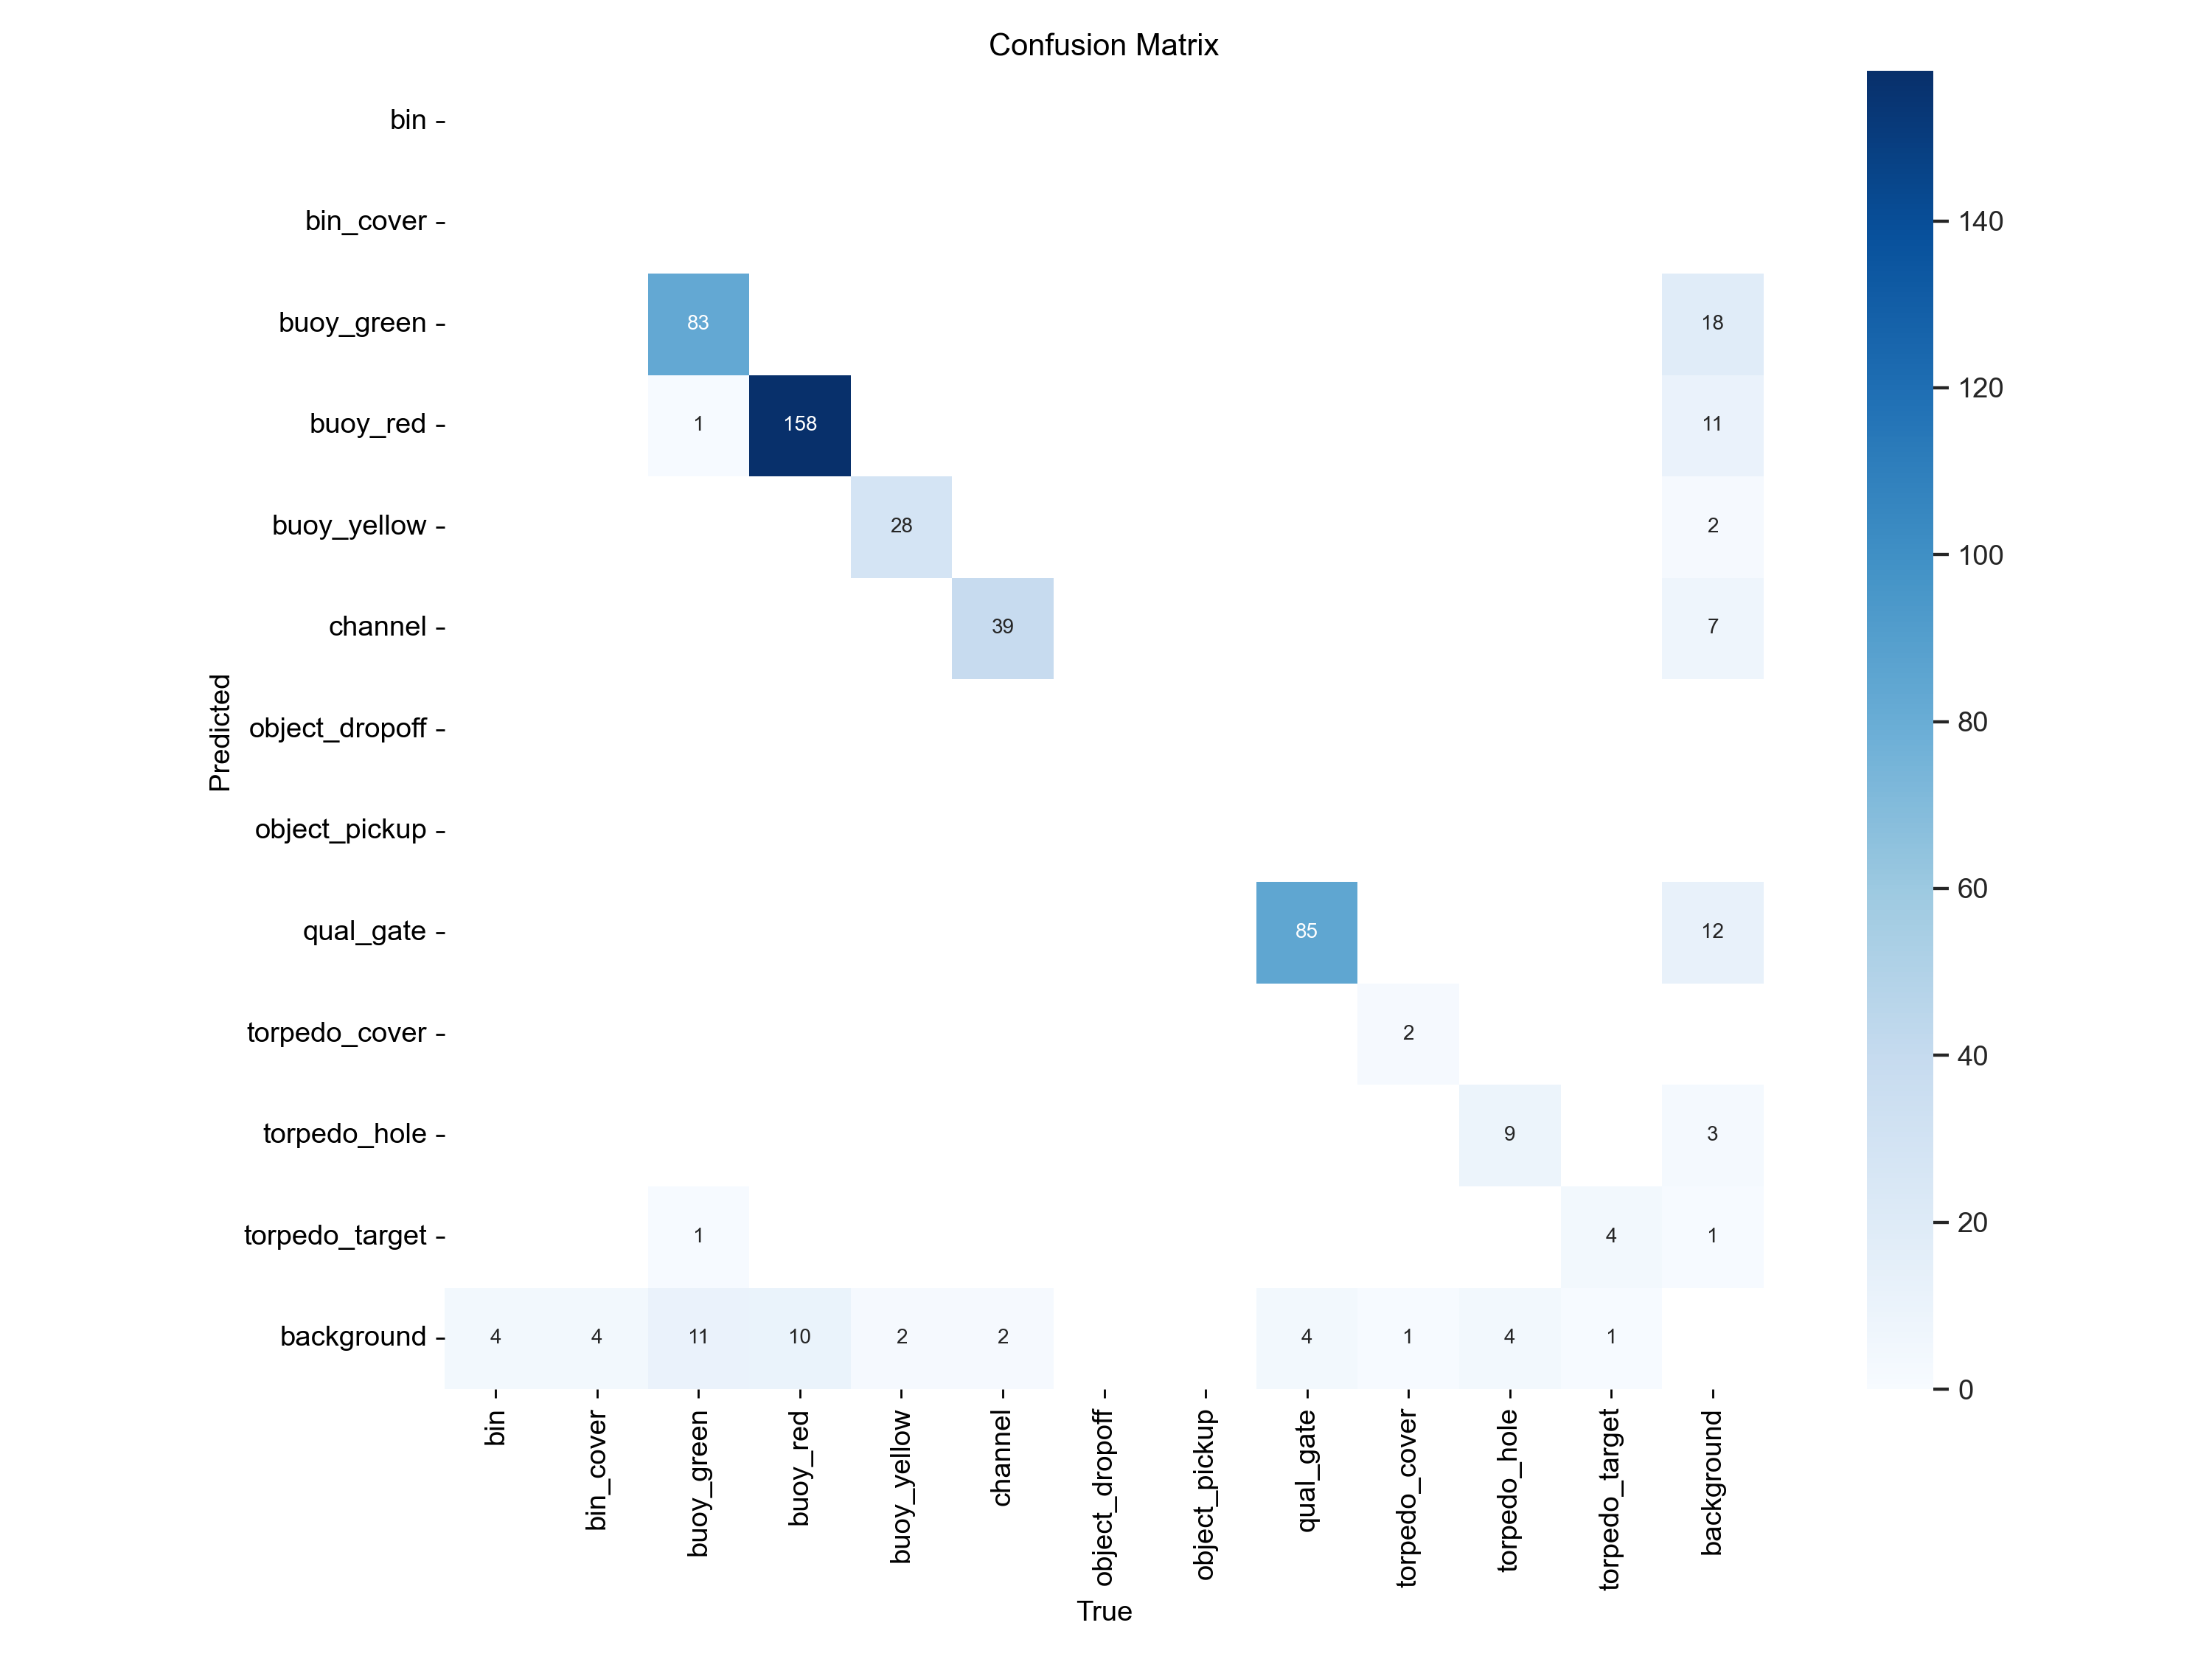 Confusion Matrix
bin
bin_cover
buoy_green 83 18
buoy_red 1 158 11
buoy_yellow 28 2
channel 39 7
object_dropoff
object_pickup
qual_gate 85 12
torpedo_cover 2
torpedo_hole 9 3
torpedo_target 1 4 1
background 4 4 11 10 2 2 4 1 4 1
Predicted
bin bin_cover buoy_green buoy_red buoy_yellow channel object_dropoff object_pickup qual_gate torpedo_cover torpedo_hole torpedo_target background
True
140
120
100
80
60
40
20
0